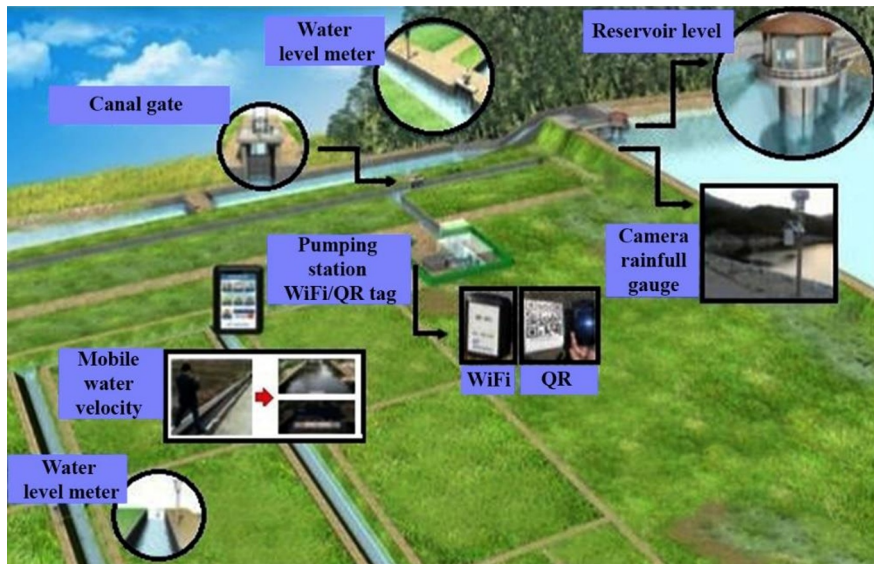 Water
level meter
Reservoir level
Canal gate
Camera
rainfull
gauge
Pumping
station
WiFi/QR tag
WiFi
QR
Mobile
water
velocity
Water
level meter